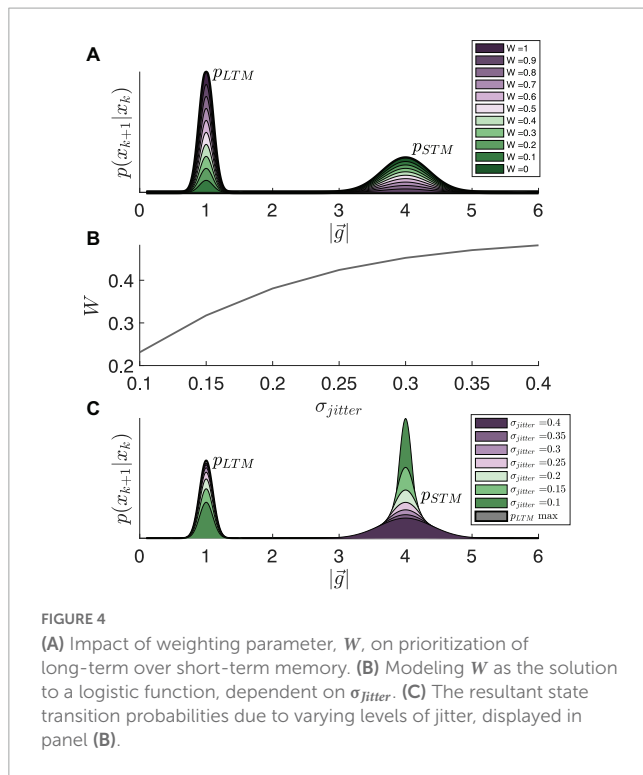 A
p_LTM
p_STM
p(x_{k+1}|x_k)
W =1
W =0.9
W =0.8
W =0.7
W =0.6
W =0.5
W =0.4
W =0.3
W =0.2
W =0.1
W =0
0 1 2 3 4 5 6
|g⃗|
B
W
0.4
0.3
0.2
0.1 0.15 0.2 0.25 0.3 0.4
σ_jitter
C
p_LTM
p_STM
p(x_{k+1}|x_k)
σ_jitter =0.4
σ_jitter =0.35
σ_jitter =0.3
σ_jitter =0.25
σ_jitter =0.2
σ_jitter =0.15
σ_jitter =0.1
p_LTM max
0 1 2 3 4 5 6
|g⃗|
FIGURE 4
(A) Impact of weighting parameter, W, on prioritization of
long-term over short-term memory. (B) Modeling W as the solution
to a logistic function, dependent on σ_Jitter. (C) The resultant state
transition probabilities due to varying levels of jitter, displayed in
panel (B).